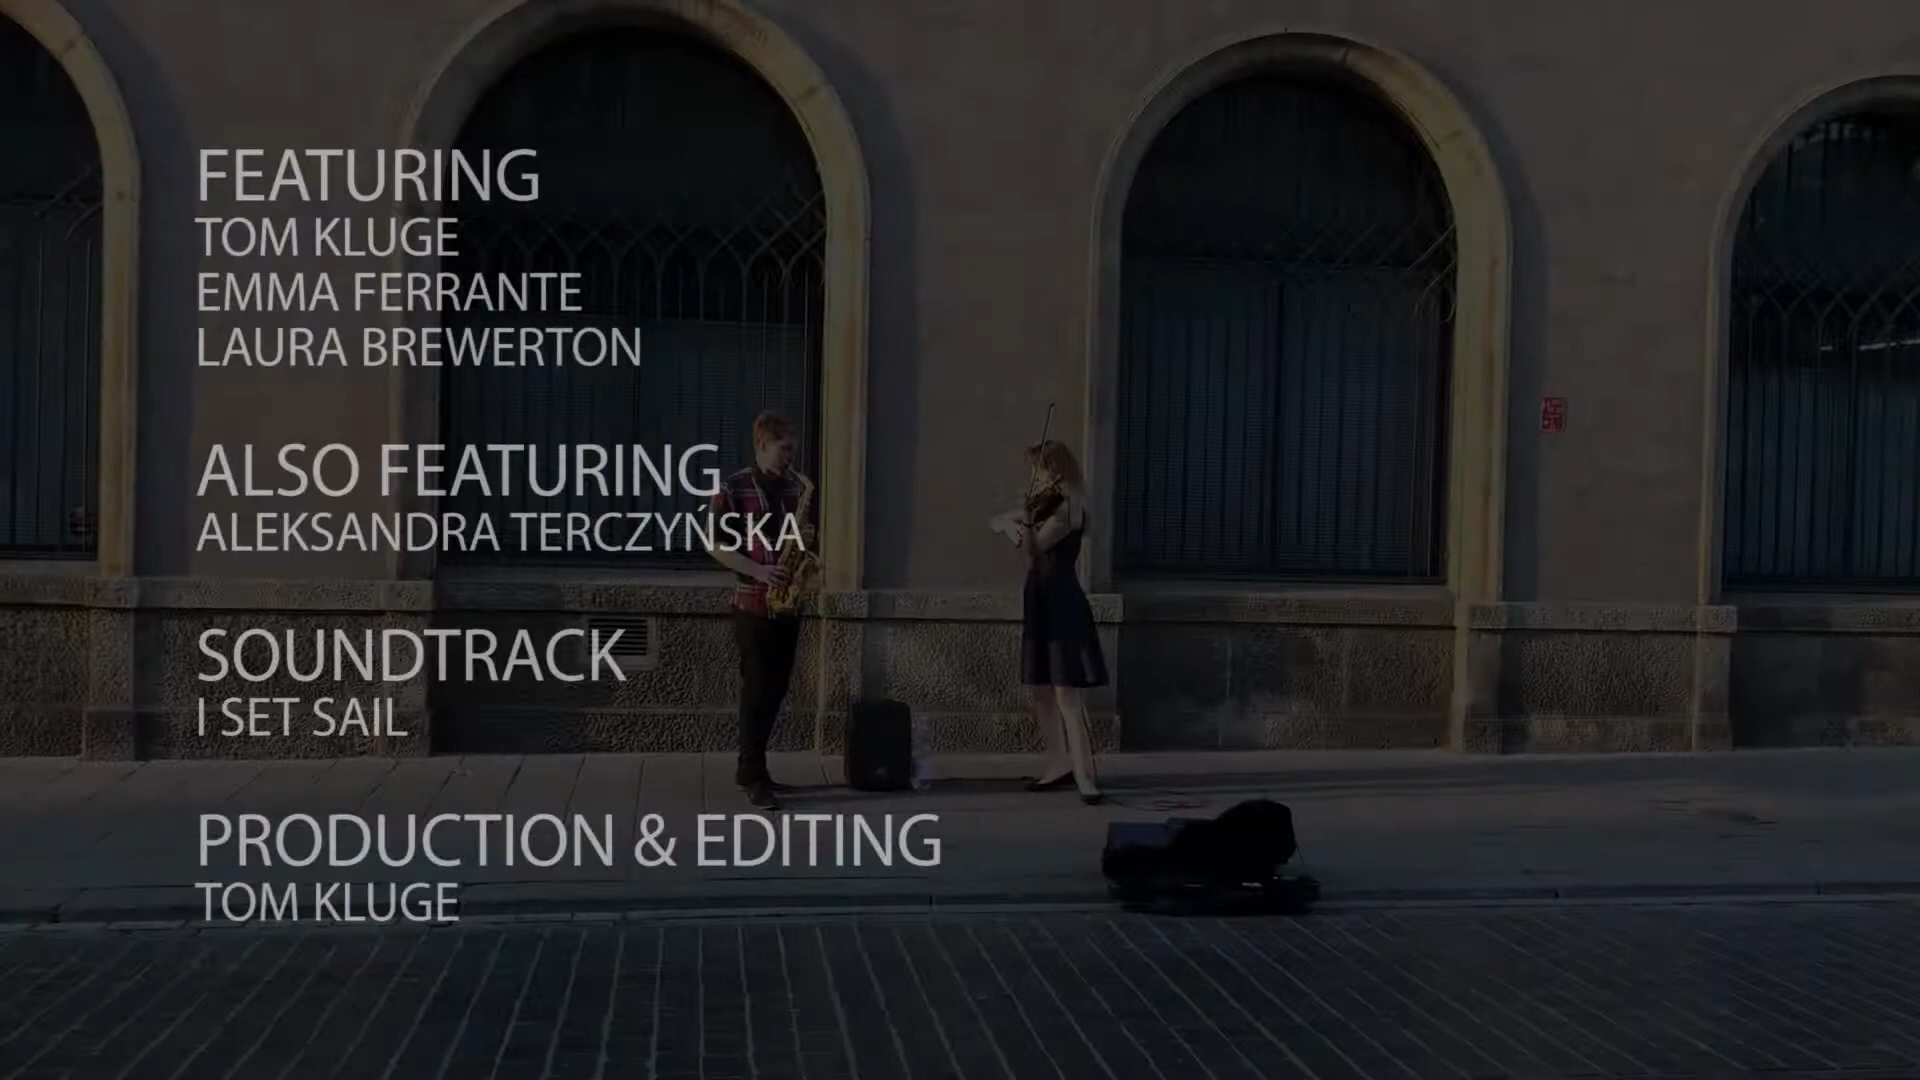 FEATURING
TOM KLUGE
EMMA FERRANTE
LAURA BREWERTON
ALSO FEATURING
ALEKSANDRA TERCZYŃSKA
SOUNDTRACK
I SET SAIL
PRODUCTION & EDITING
TOM KLUGE